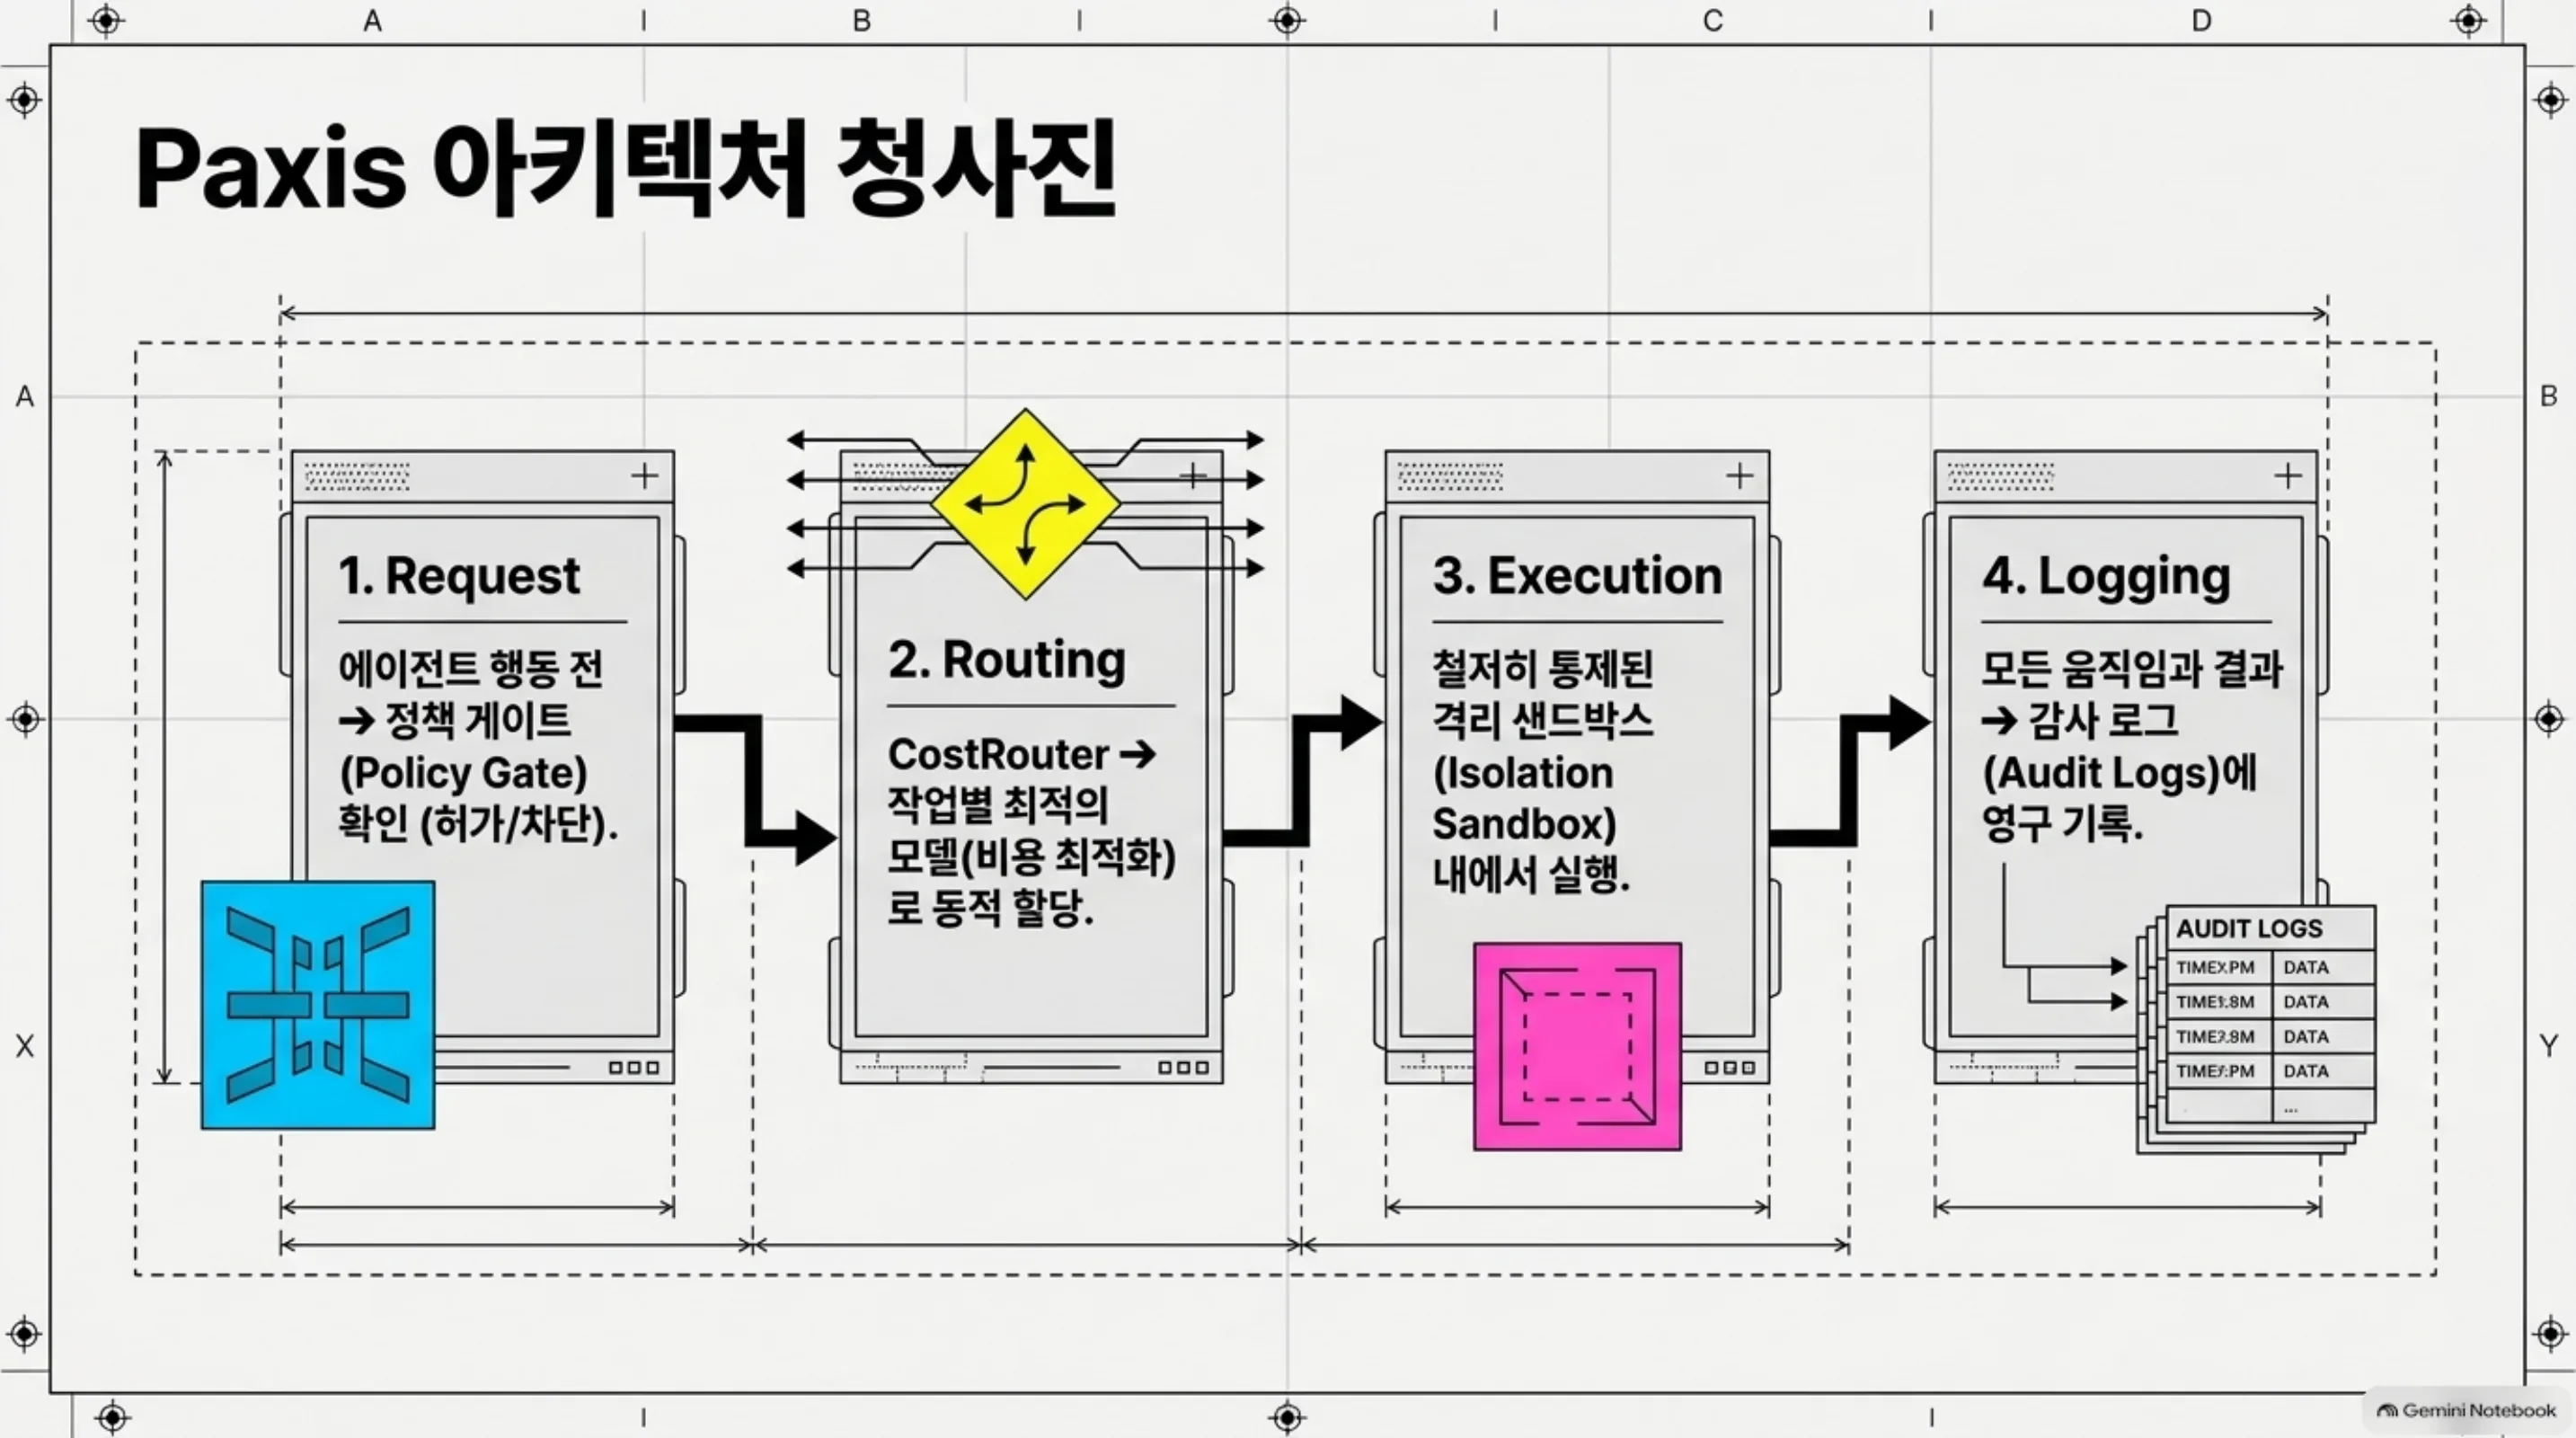 A B C D
Paxis 아키텍처 청사진
A B
1. Request
에이전트 행동 전
→ 정책 게이트
(Policy Gate)
확인 (허가/차단).
2. Routing
CostRouter →
작업별 최적의
모델(비용 최적화)
로 동적 할당.
3. Execution
철저히 통제된
격리 샌드박스
(Isolation
Sandbox)
내에서 실행.
4. Logging
모든 움직임과 결과
→ 감사 로그
(Audit Logs)에
영구 기록.
AUDIT LOGS
DATA
DATA
DATA
DATA
...
X Y
Gemini Notebook